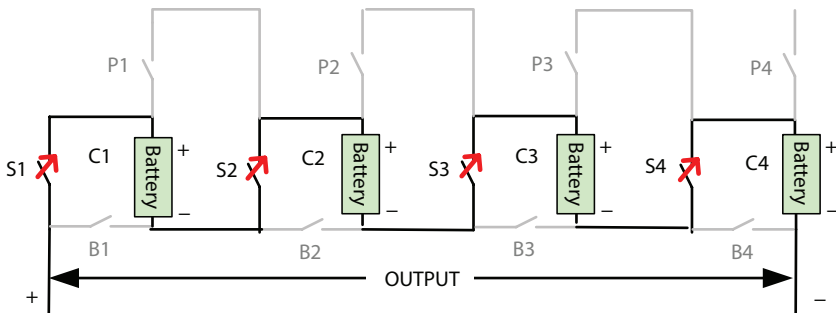 P1 P2 P3 P4
S1 C1 Battery + − S2 C2 Battery + − S3 C3 Battery + − S4 C4 Battery + −
B1 B2 B3 B4
+ OUTPUT −